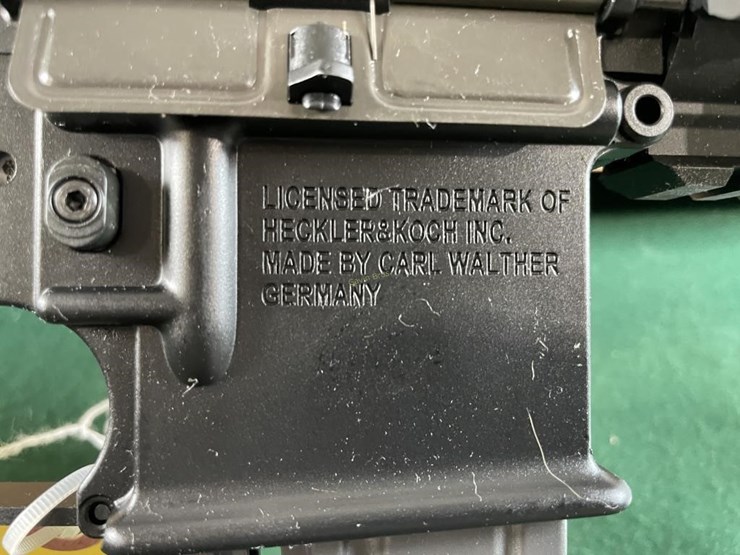 LICENSED TRADEMARK OF
HECKLER&KOCH INC.
MADE BY CARL WALTHER
GERMANY